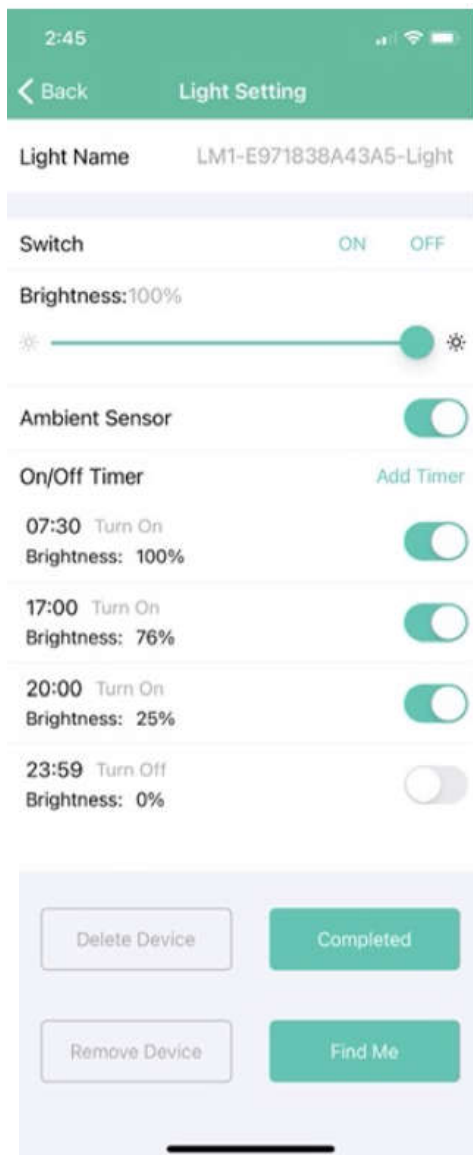 2:45
Back Light Setting
Light Name LM1-E971838A43A5-Light
Switch ON OFF
Brightness:100%
Ambient Sensor
On/Off Timer Add Timer
07:30 Turn On
Brightness: 100%
17:00 Turn On
Brightness: 76%
20:00 Turn On
Brightness: 25%
23:59 Turn Off
Brightness: 0%
Delete Device Completed
Remove Device Find Me